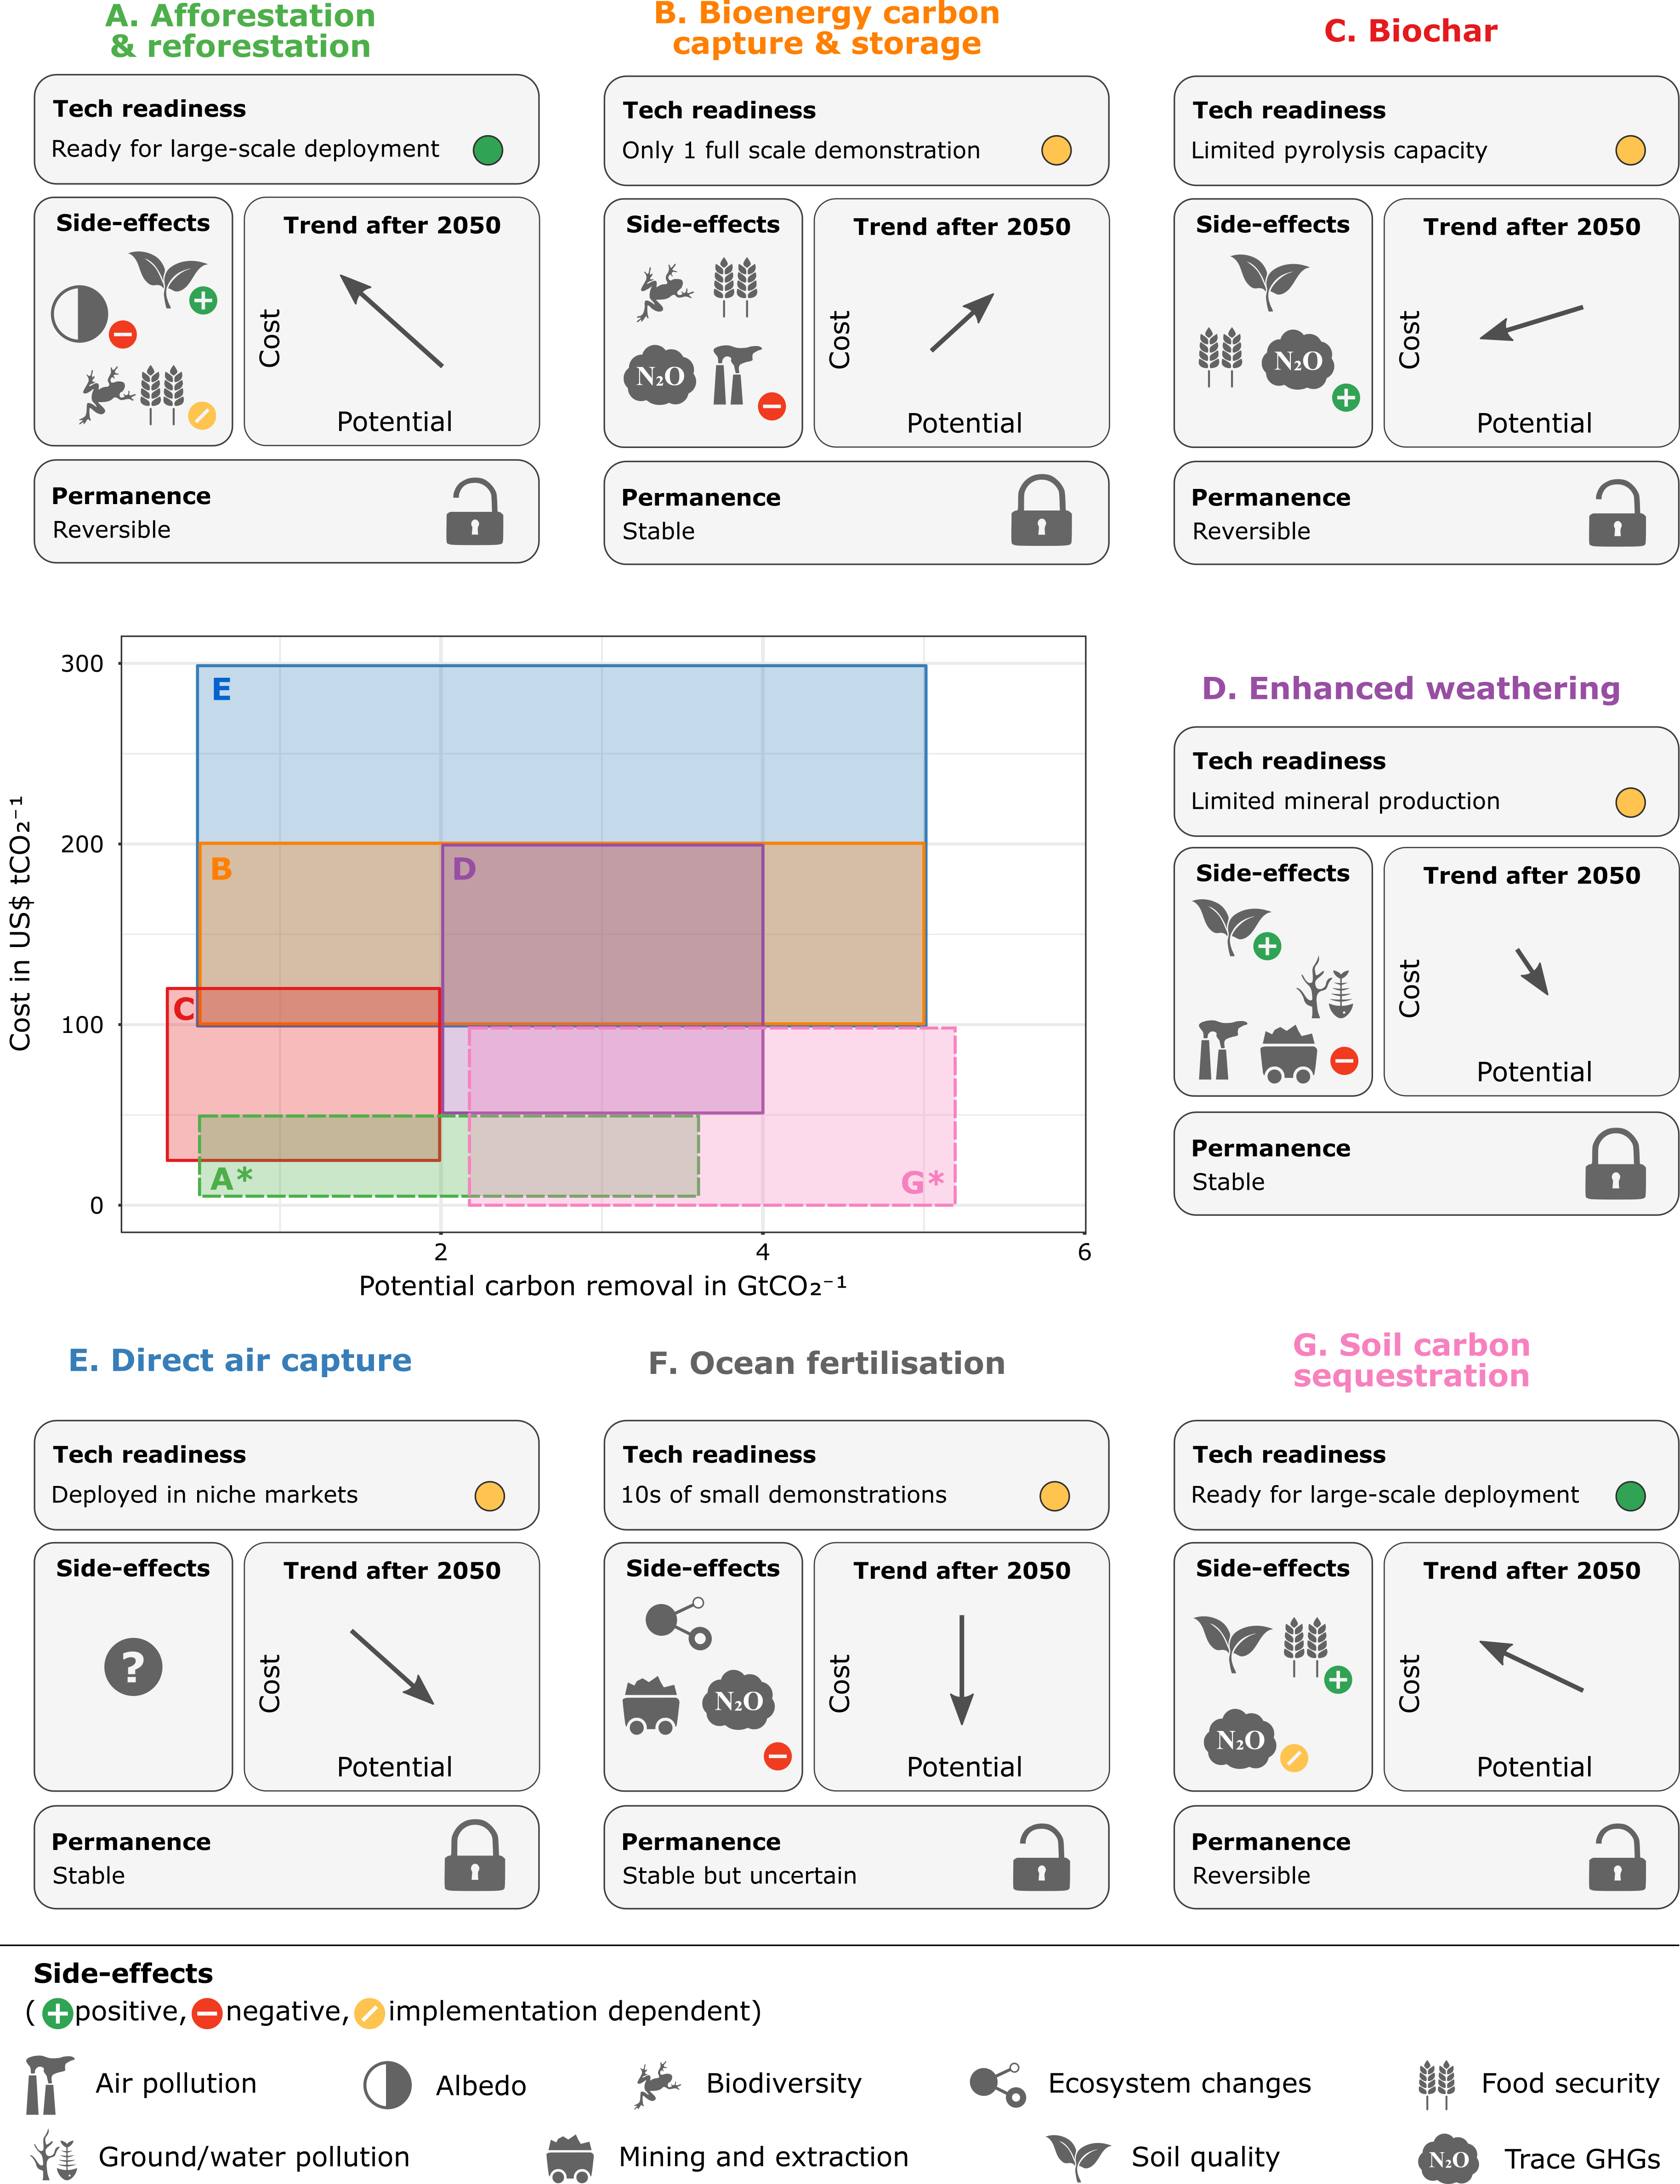 A. Afforestation
& reforestation
Tech readiness
Ready for large-scale deployment
Side-effects
Trend after 2050
Cost
Potential
Permanence
Reversible
B. Bioenergy carbon
capture & storage
Tech readiness
Only 1 full scale demonstration
Side-effects
N₂O
Trend after 2050
Cost
Potential
Permanence
Stable
C. Biochar
Tech readiness
Limited pyrolysis capacity
Side-effects
N₂O
Trend after 2050
Cost
Potential
Permanence
Reversible
Cost in US$ tCO₂⁻¹
300
200
100
0
E
B
D
C
A*
G*
2
4
6
Potential carbon removal in GtCO₂⁻¹
D. Enhanced weathering
Tech readiness
Limited mineral production
Side-effects
Trend after 2050
Cost
Potential
Permanence
Stable
E. Direct air capture
Tech readiness
Deployed in niche markets
Side-effects
?
Trend after 2050
Cost
Potential
Permanence
Stable
F. Ocean fertilisation
Tech readiness
10s of small demonstrations
Side-effects
N₂O
Trend after 2050
Cost
Potential
Permanence
Stable but uncertain
G. Soil carbon
sequestration
Tech readiness
Ready for large-scale deployment
Side-effects
N₂O
Trend after 2050
Cost
Potential
Permanence
Reversible
Side-effects
( + positive, − negative, / implementation dependent)
Air pollution
Albedo
Biodiversity
Ecosystem changes
Food security
Ground/water pollution
Mining and extraction
Soil quality
N₂O
Trace GHGs